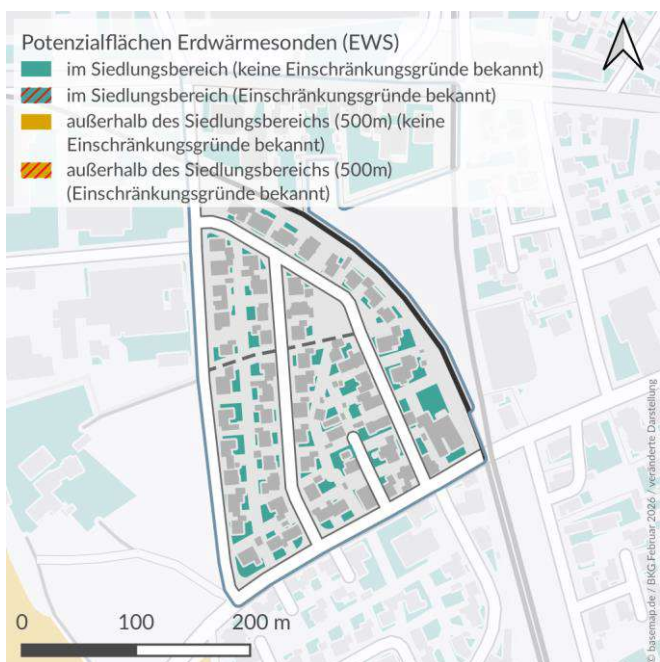 Potenzialflächen Erdwärmesonden (EWS)
im Siedlungsbereich (keine Einschränkungsgründe bekannt)
im Siedlungsbereich (Einschränkungsgründe bekannt)
außerhalb des Siedlungsbereichs (500m) (keine
Einschränkungsgründe bekannt)
außerhalb des Siedlungsbereichs (500m)
(Einschränkungsgründe bekannt)
0 100 200 m
© basemap.de / BKG Februar 2026 / veränderte Darstellung